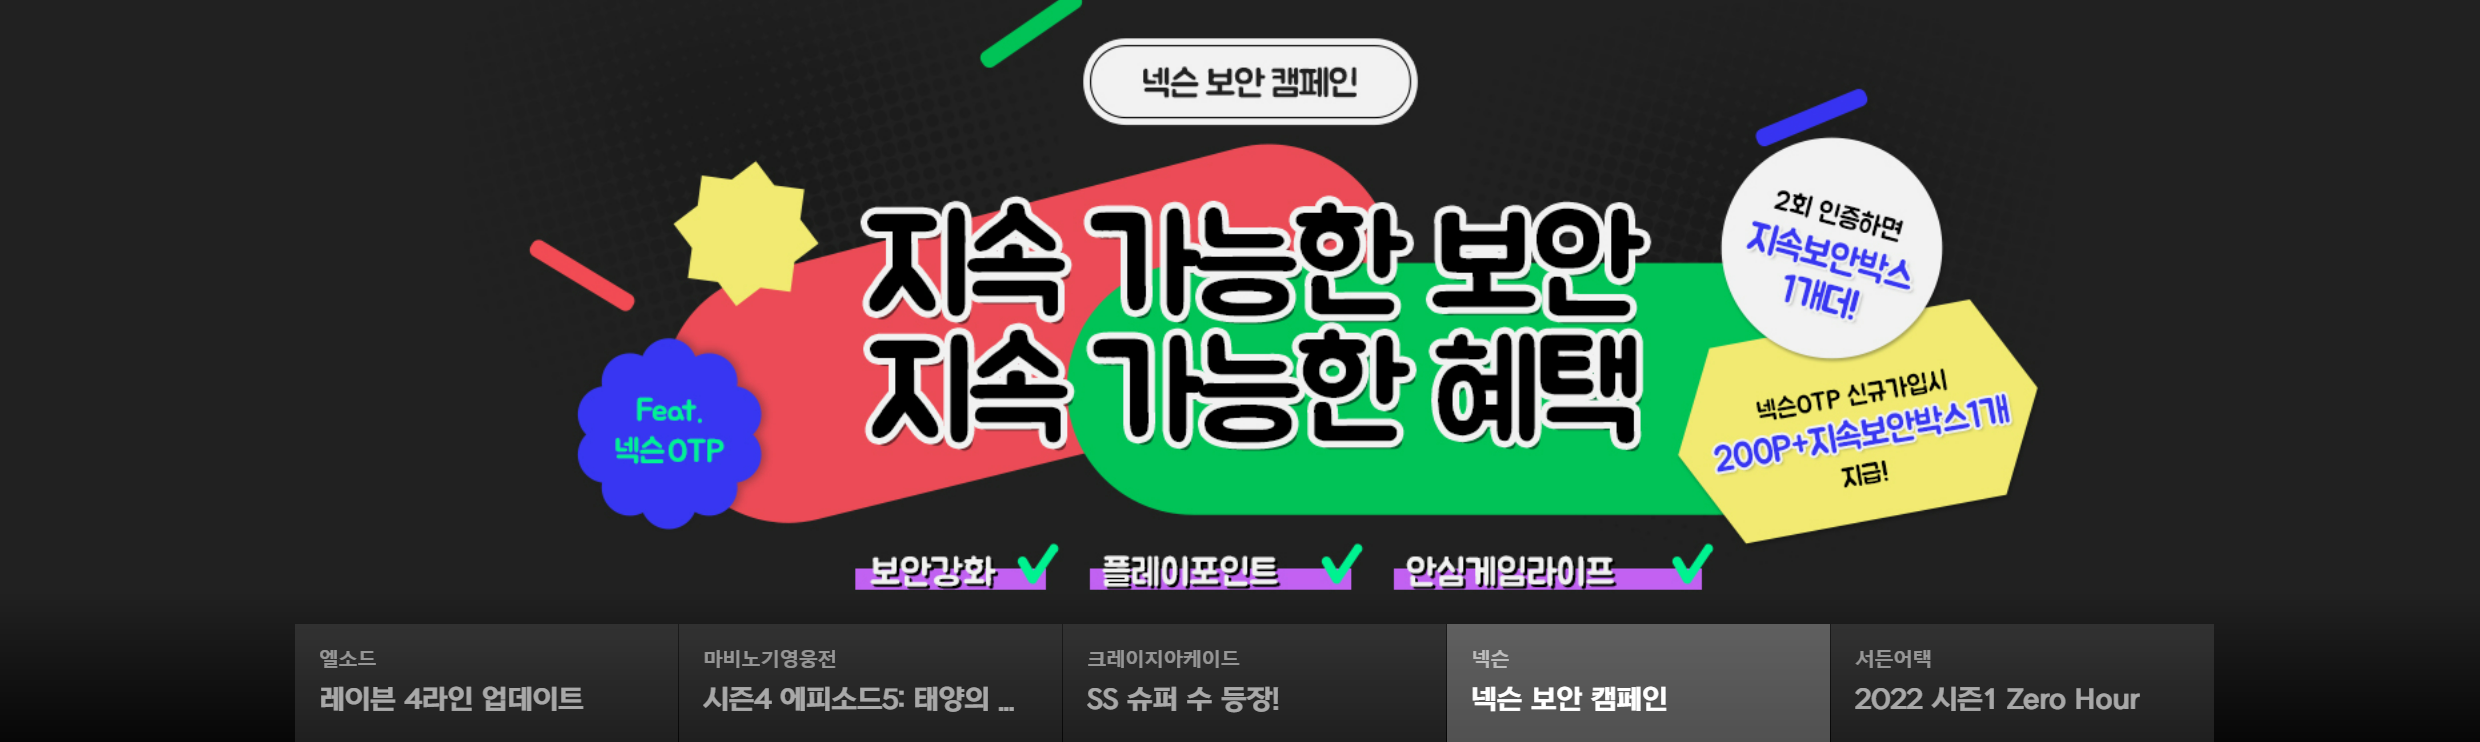 넥슨 보안 캠페인
지속 가능한 보안
지속 가능한 혜택
2회 인증하면
지속보안박스
1개더!
넥슨OTP 신규가입시
200P+지속보안박스1개
지급!
Feat.
넥슨OTP
보안강화
플레이포인트
안심게임라이프
엘소드
레이븐 4라인 업데이트
마비노기영웅전
시즌4 에피소드5: 태양의 ...
크레이지아케이드
SS 슈퍼 수 등장!
넥슨
넥슨 보안 캠페인
서든어택
2022 시즌1 Zero Hour